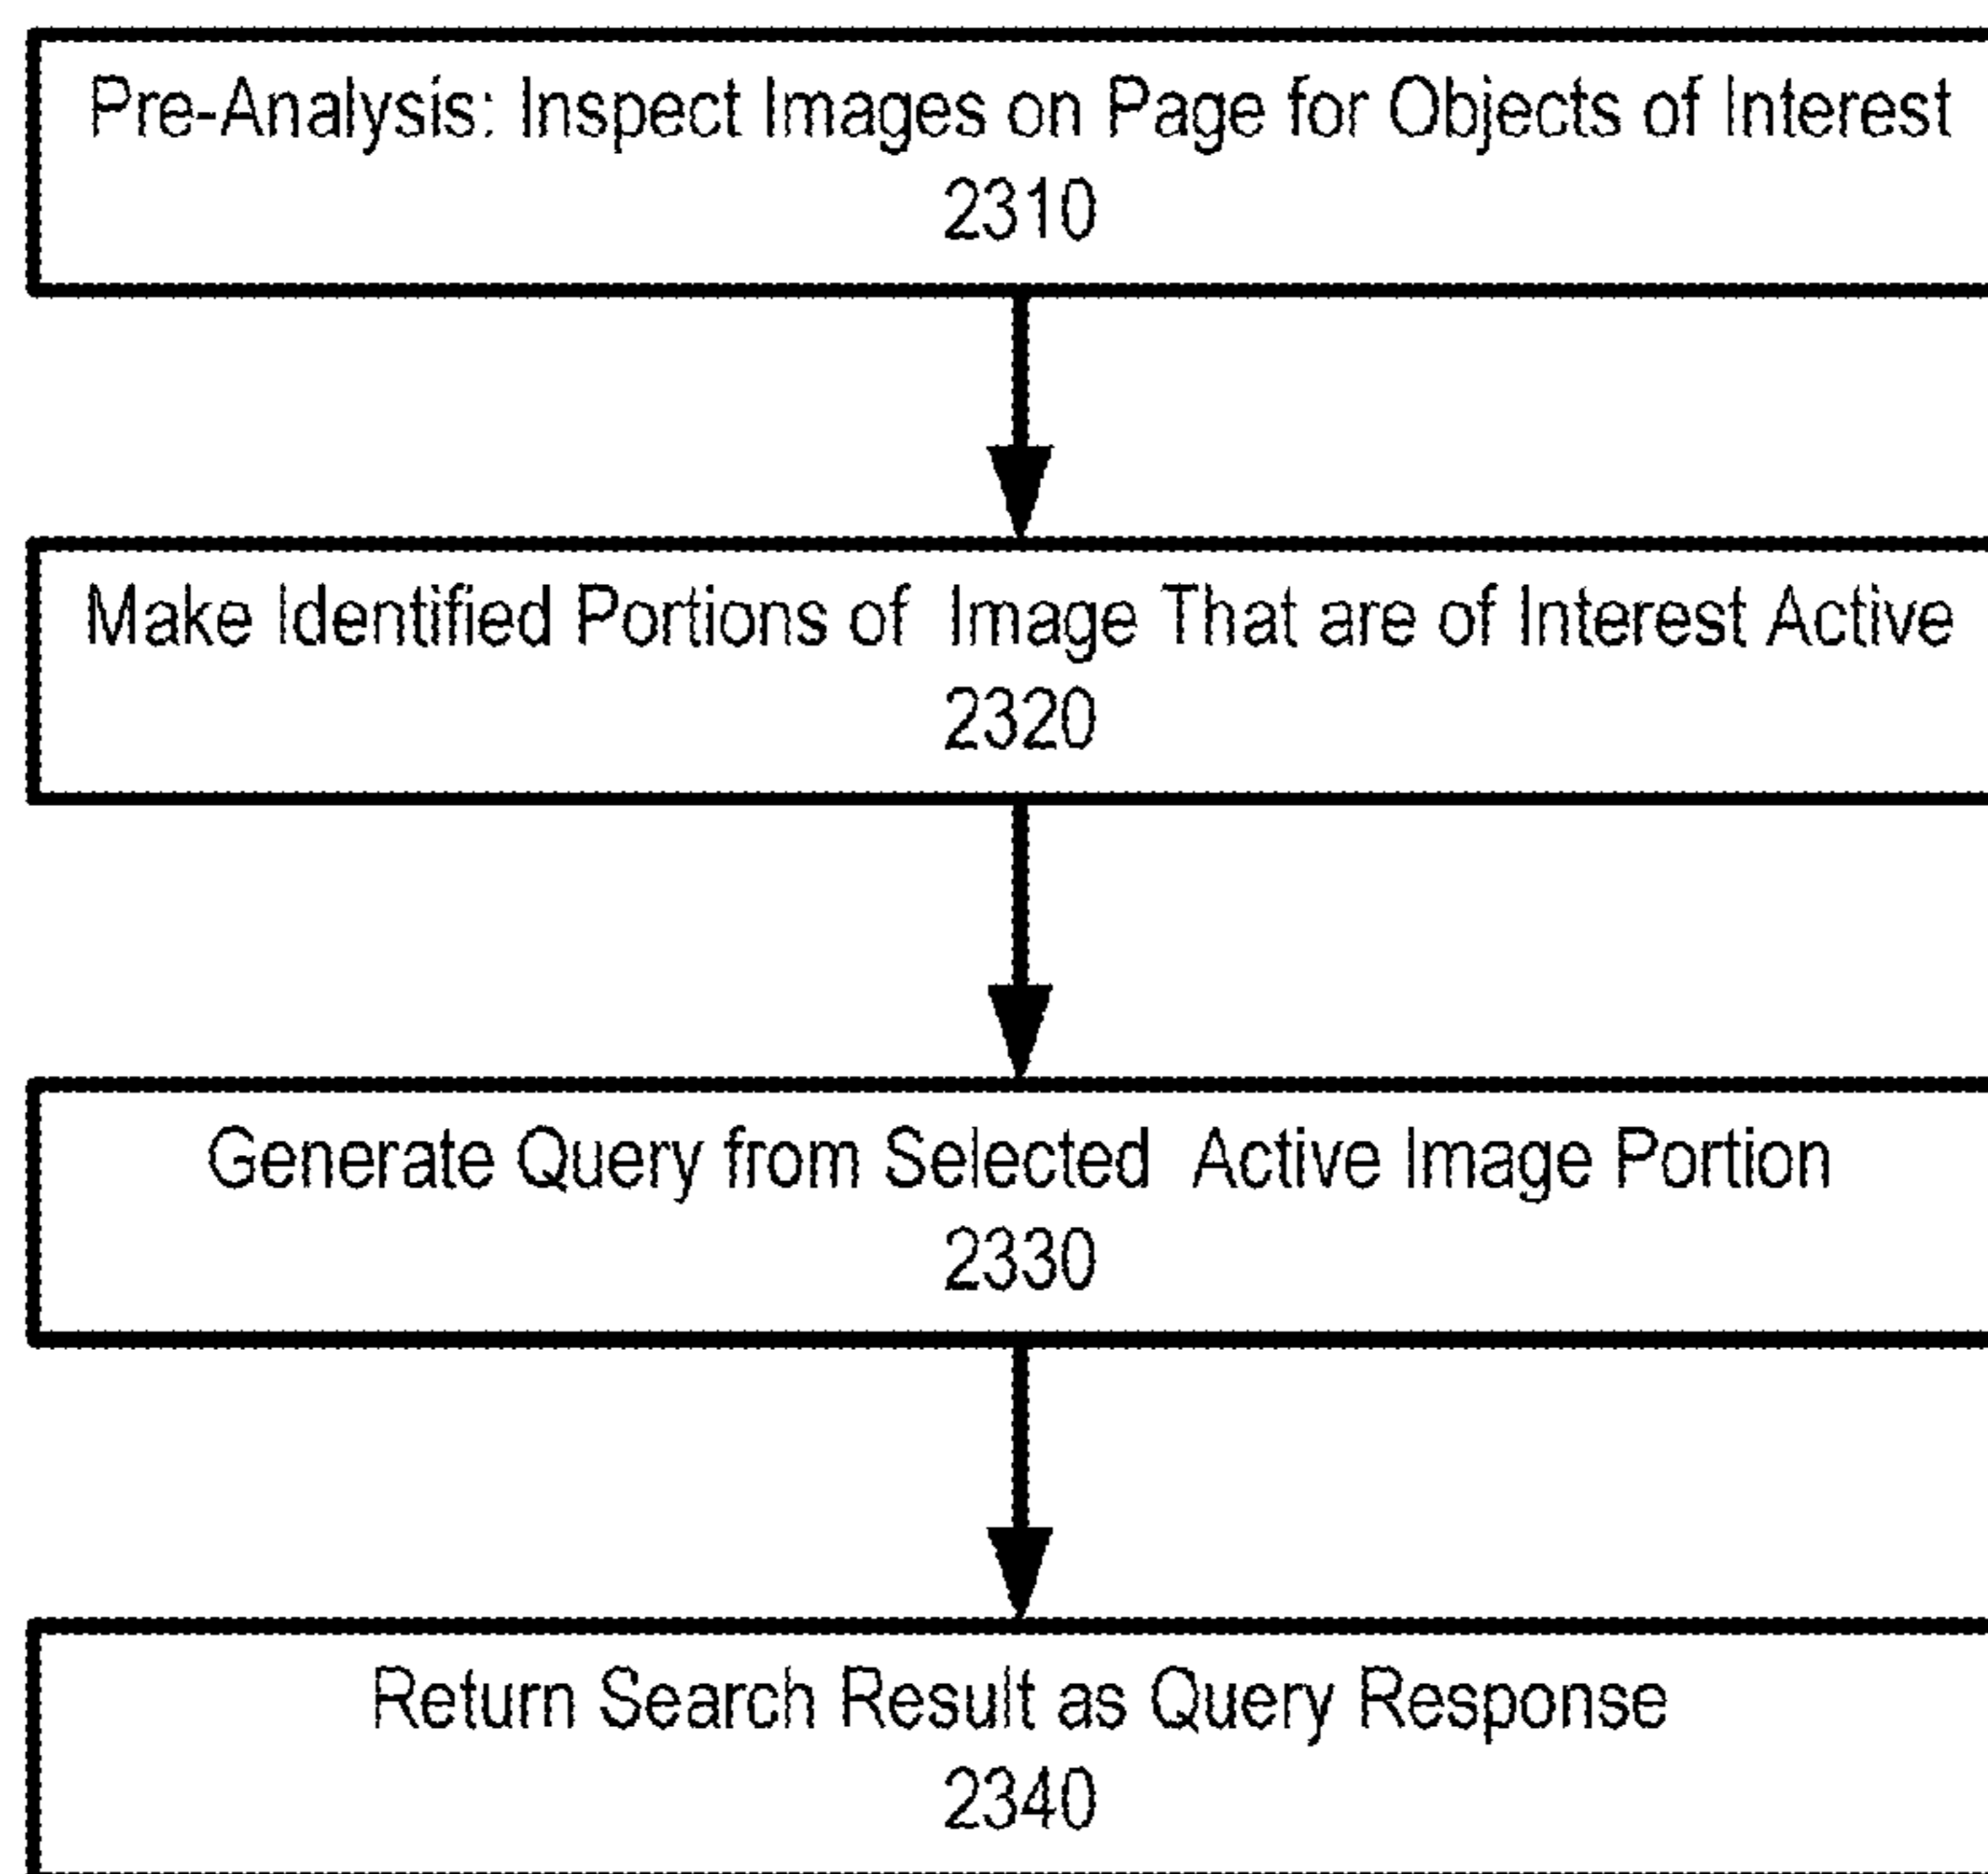 Pre-Analysis: Inspect Images on Page for Objects of Interest
2310
Make Identified Portions of Image That are of Interest Active
2320
Generate Query from Selected Active Image Portion
2330
Return Search Result as Query Response
2340